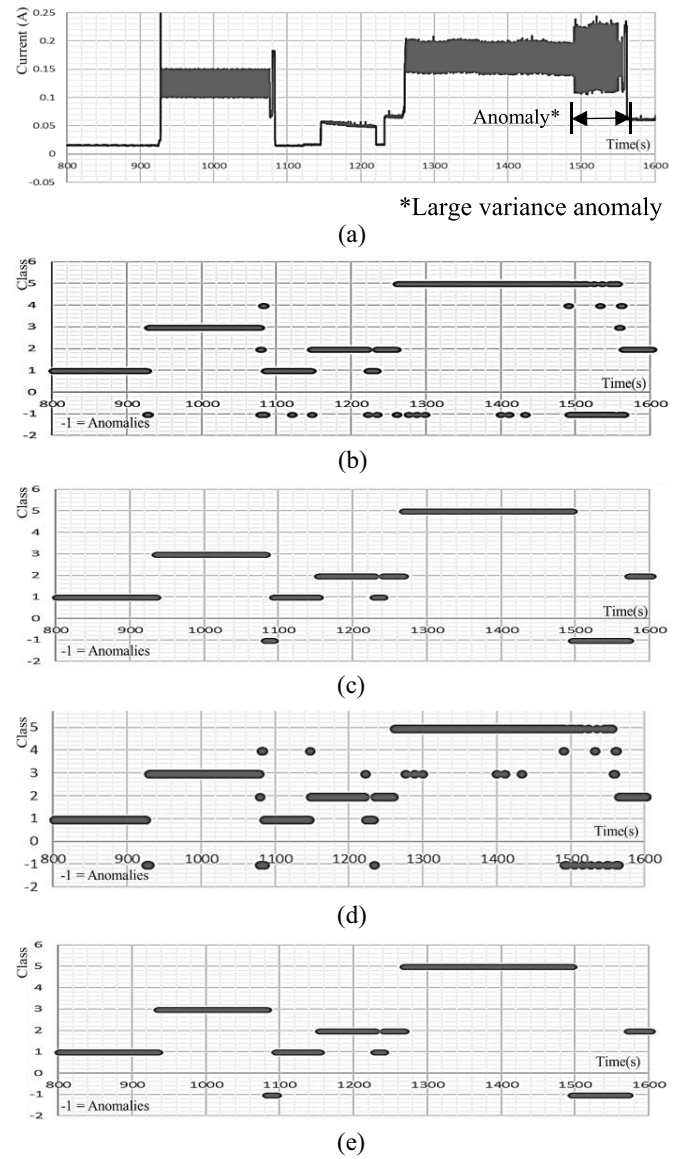 0.25
0.2
0.15
0.1
0.05
0
-0.05
Current (A)
800 900 1000 1100 1200 1300 1400 1500 1600
Anomaly*
Time(s)
*Large variance anomaly
(a)
6
5
4
3
2
1
0
-1
-2
Class
800 900 1000 1100 1200 1300 1400 1500 1600
Time(s)
-1 = Anomalies
(b)
6
5
4
3
2
1
0
-1
-2
Class
800 900 1000 1100 1200 1300 1400 1500 1600
Time(s)
-1 = Anomalies
(c)
5
4
3
2
1
0
-1
-2
Class
800 900 1000 1100 1200 1300 1400 1500 1600
Time(s)
-1 = Anomalies
(d)
6
5
4
3
2
1
0
-1
-2
Class
800 900 1000 1100 1200 1300 1400 1500 1600
Time(s)
-1 = Anomalies
(e)